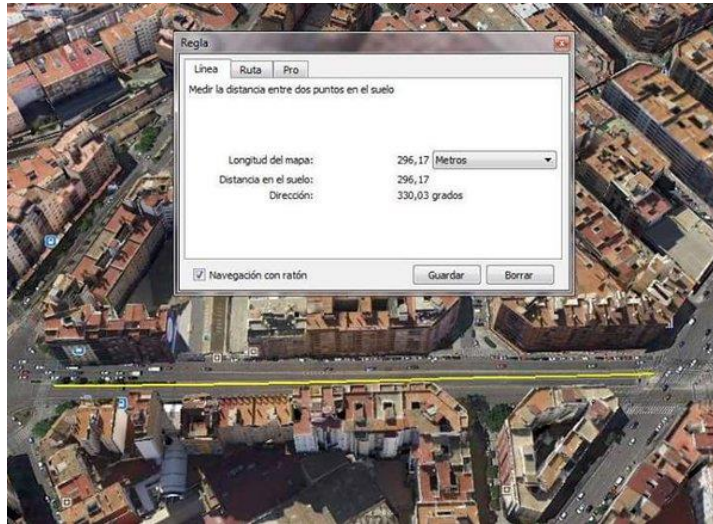 Regla
Línea Ruta Pro
Medir la distancia entre dos puntos en el suelo
Longitud del mapa: 296,17 Metros
Distancia en el suelo: 296,17
Dirección: 330,03 grados
Navegación con ratón Guardar Borrar